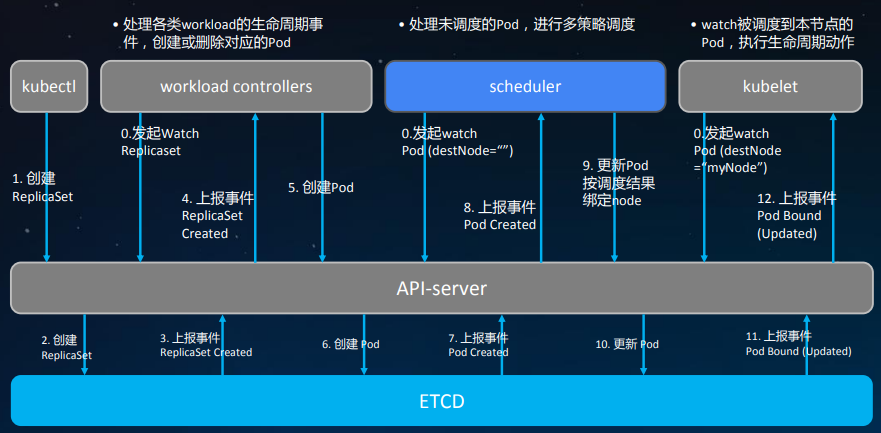 • 处理各类workload的生命周期事
件，创建或删除对应的Pod
• 处理未调度的Pod，进行多策略调度
• watch被调度到本节点的
Pod，执行生命周期动作
kubectl
workload controllers
scheduler
kubelet
1. 创建
ReplicaSet
0.发起Watch
Replicaset
4. 上报事件
ReplicaSet
Created
5. 创建Pod
0.发起watch
Pod (destNode=“”)
8. 上报事件
Pod Created
9. 更新Pod
按调度结果
绑定node
0.发起watch
Pod (destNode
=“myNode”)
12. 上报事件
Pod Bound
(Updated)
API-server
2. 创建
ReplicaSet
3. 上报事件
ReplicaSet Created
6. 创建 Pod
7. 上报事件
Pod Created
10. 更新 Pod
11. 上报事件
Pod Bound (Updated)
ETCD